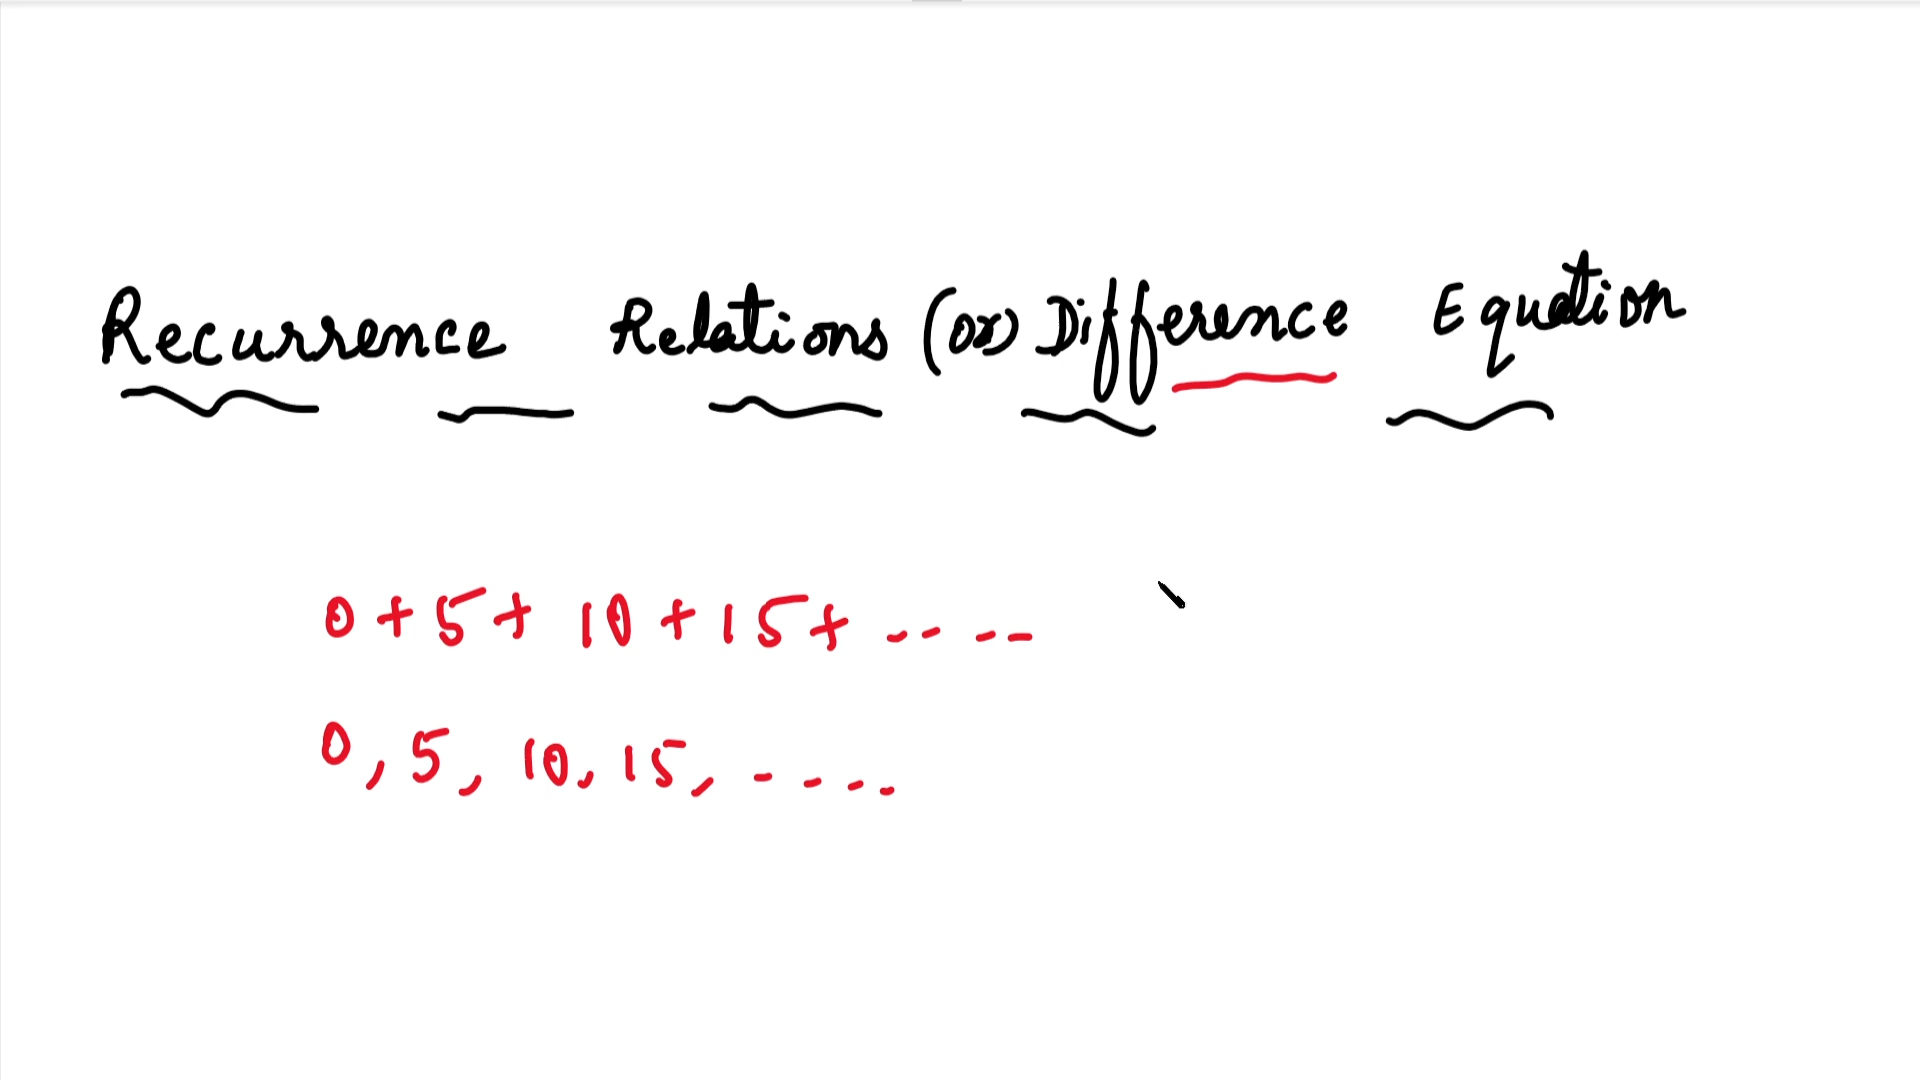 Recurrence Relations (or) Difference Equation
0 + 5 + 10 + 15 + -- --
0, 5, 10, 15, ----